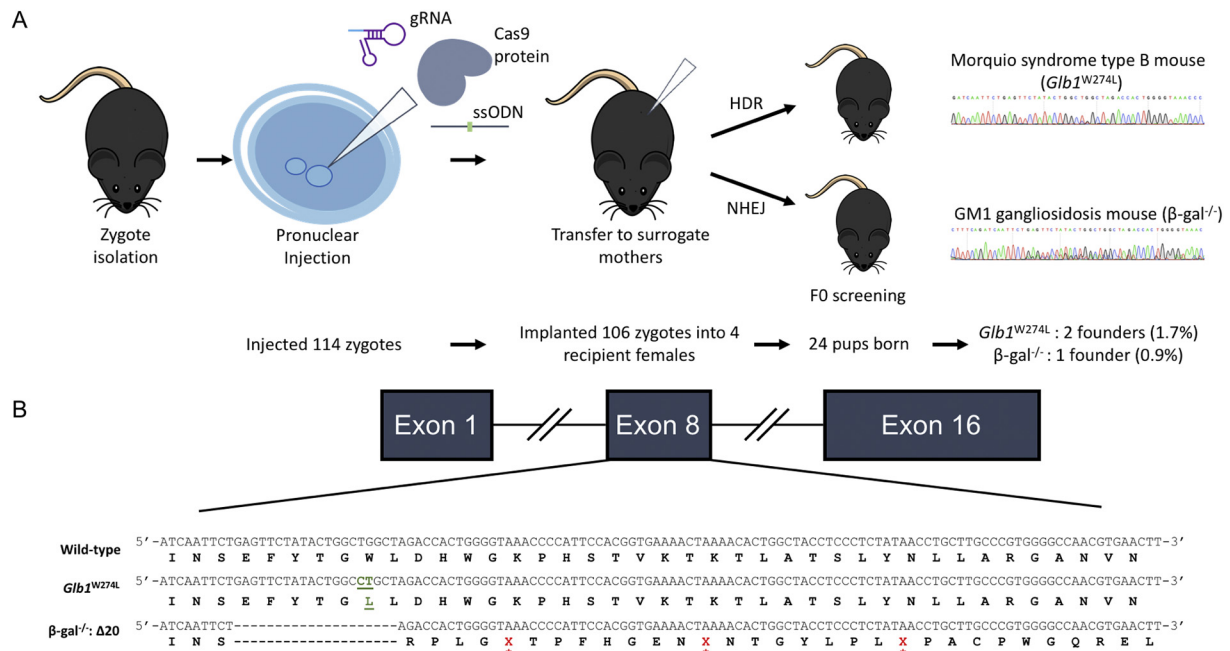 A
gRNA
Cas9
protein
ssODN
HDR
NHEJ
Zygote
isolation
Pronuclear
Injection
Transfer to surrogate
mothers
F0 screening
Morquio syndrome type B mouse
(Glb1W274L)
GATCAATTCTGAGTTCTATACTGGCTGGCTAGACCACTGGGGTAAACCC
GM1 gangliosidosis mouse (β-gal-/-)
Injected 114 zygotes
Implanted 106 zygotes into 4
recipient females
24 pups born
Glb1W274L : 2 founders (1.7%)
β-gal-/- : 1 founder (0.9%)
B
Exon 1
Exon 8
Exon 16
Wild-type
5’-ATCAATTCTGAGTTCTATACTGGCTGGCTAGACCACTGGGGTAAACCCCATTCCACGGTGAAAACTAAAACACTGGCTACCTCCCTCTATAACCTGCTTGCCCGTGGGGCCAACGTGAACTT-3’
I N S E F Y T G W L D H W G K P H S T V K T K T L A T S L Y N L L A R G A N V N
Glb1W274L
5’-ATCAATTCTGAGTTCTATACTGGCCTGCTAGACCACTGGGGTAAACCCCATTCCACGGTGAAAACTAAAACACTGGCTACCTCCCTCTATAACCTGCTTGCCCGTGGGGCCAACGTGAACTT-3’
I N S E F Y T G L L D H W G K P H S T V K T K T L A T S L Y N L L A R G A N V N
β-gal-/-: Δ20
5’-ATCAATTCT--------------------AGACCACTGGGGTAAACCCCATTCCACGGTGAAAACTAAAACACTGGCTACCTCCCTCTATAACCTGCTTGCCCGTGGGGCCAACGTGAACTT-3’
I N S -------------------- R P L G X T P F H G E N X N T G Y L P L X P A C P W G Q R E L